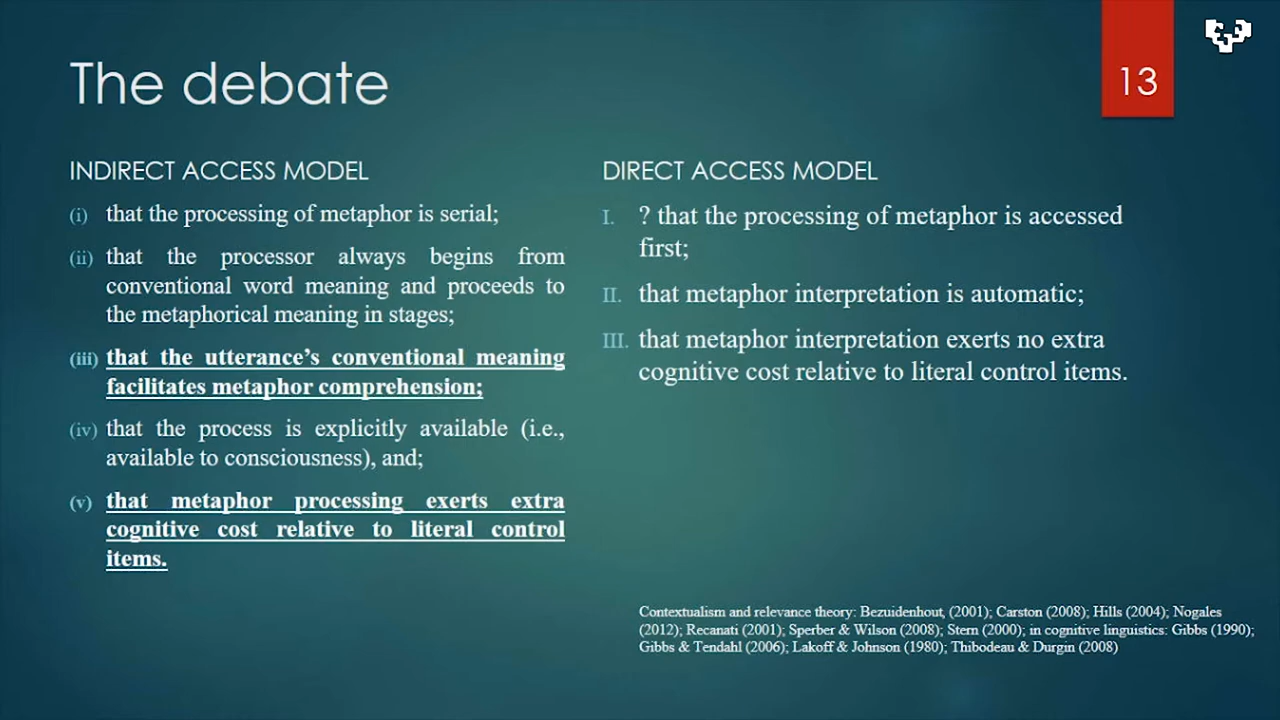 The debate
13
INDIRECT ACCESS MODEL
(i) that the processing of metaphor is serial;
(ii) that the processor always begins from
conventional word meaning and proceeds to
the metaphorical meaning in stages;
(iii) that the utterance’s conventional meaning
facilitates metaphor comprehension;
(iv) that the process is explicitly available (i.e.,
available to consciousness), and;
(v) that metaphor processing exerts extra
cognitive cost relative to literal control
items.
DIRECT ACCESS MODEL
I. ? that the processing of metaphor is accessed
first;
II. that metaphor interpretation is automatic;
III. that metaphor interpretation exerts no extra
cognitive cost relative to literal control items.
Contextualism and relevance theory: Bezuidenhout, (2001); Carston (2008); Hills (2004); Nogales
(2012); Recanati (2001); Sperber & Wilson (2008); Stern (2000); in cognitive linguistics: Gibbs (1990);
Gibbs & Tendahl (2006); Lakoff & Johnson (1980); Thibodeau & Durgin (2008)